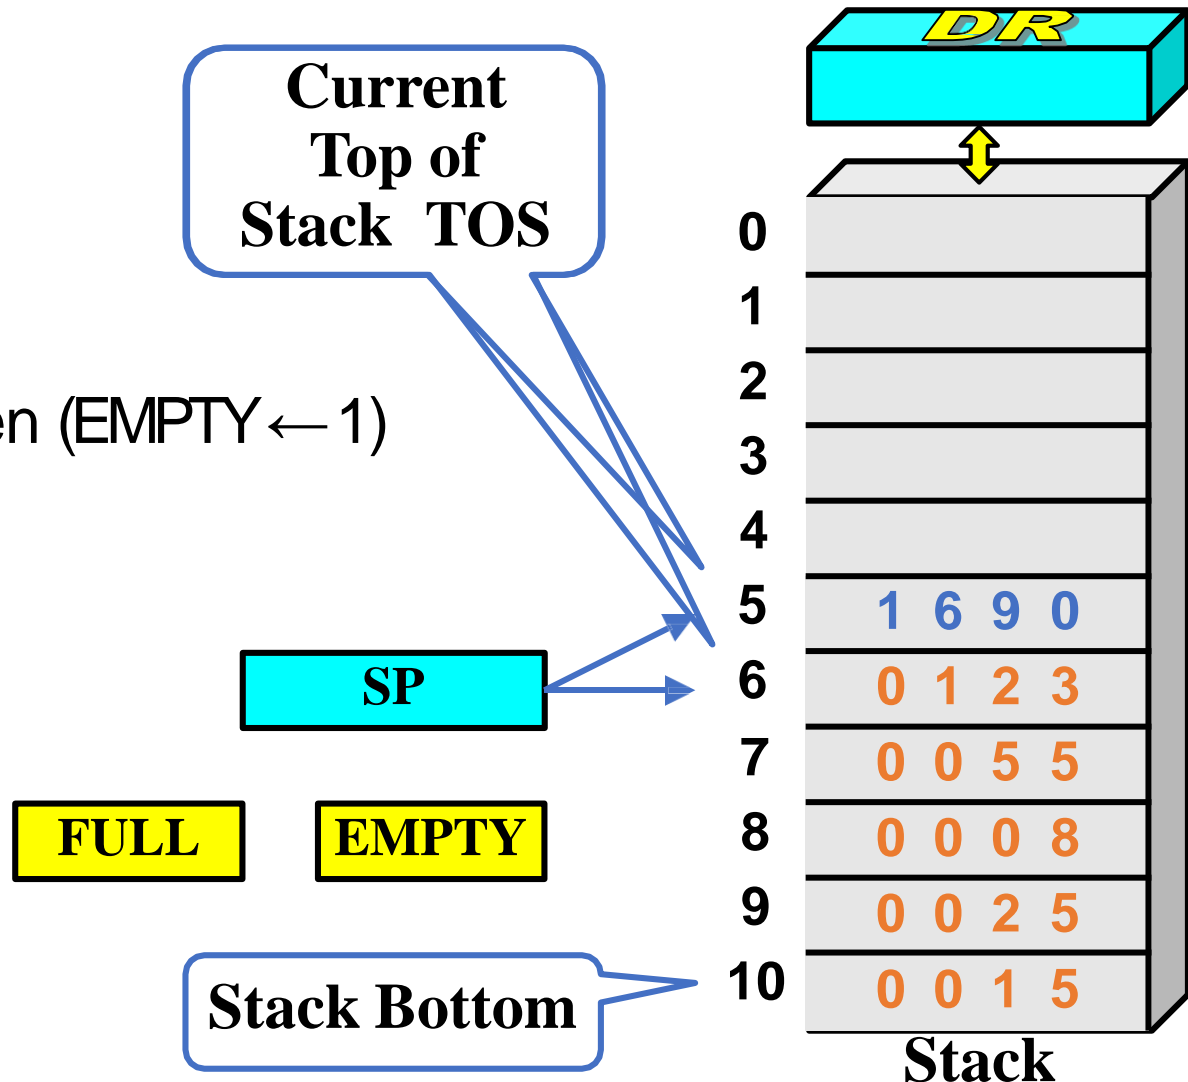 DR
Current
Top of
Stack TOS
0
1
2
en (EMPTY ← 1)
3
4
5 1 6 9 0
SP
6 0 1 2 3
7 0 0 5 5
FULL EMPTY
8 0 0 0 8
9 0 0 2 5
10 0 0 1 5
Stack Bottom
Stack